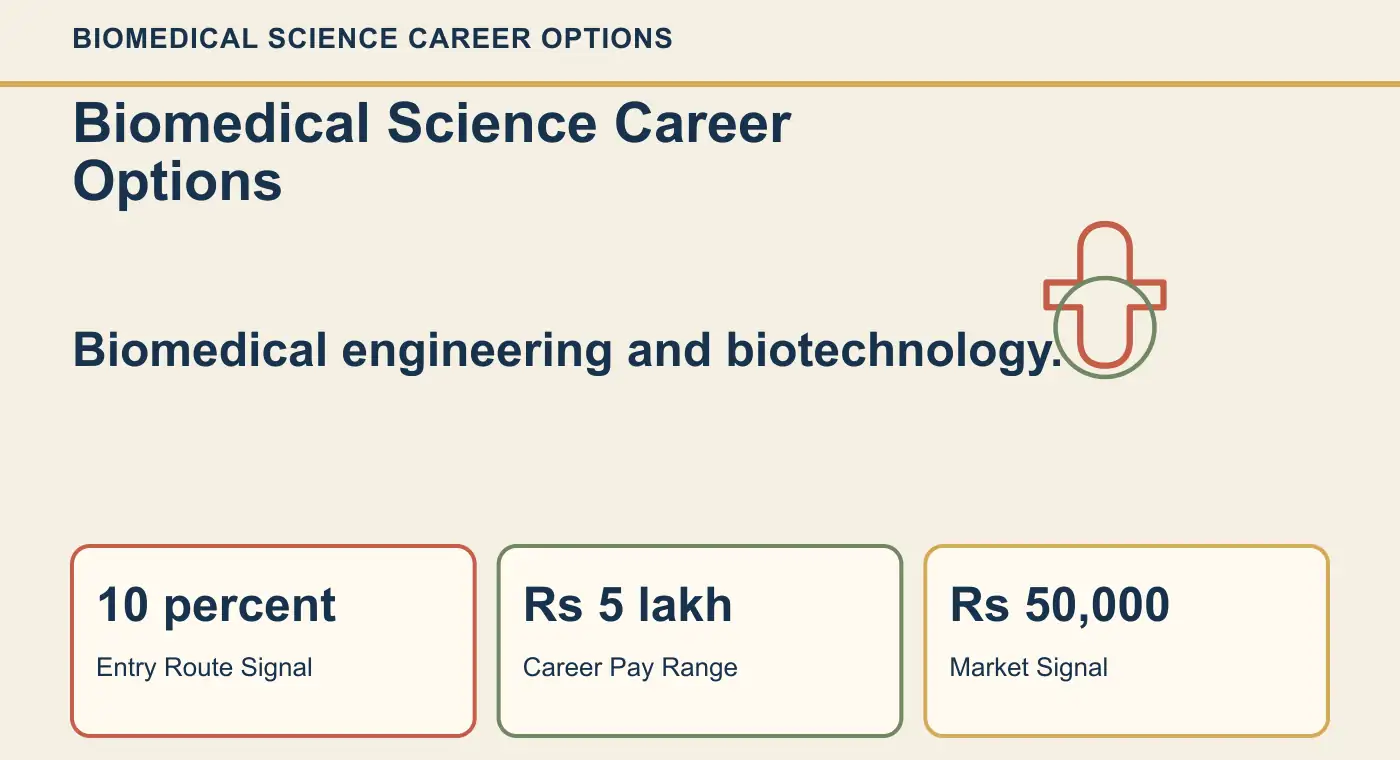 BIOMEDICAL SCIENCE CAREER OPTIONS
Biomedical Science Career
Options
Biomedical engineering and biotechnology.
10 percent
Entry Route Signal
Rs 5 lakh
Career Pay Range
Rs 50,000
Market Signal